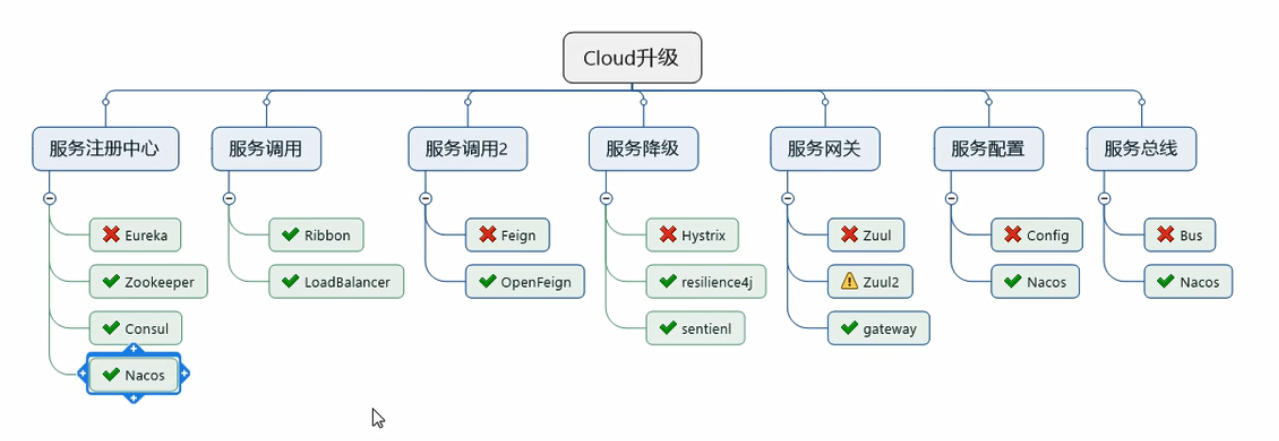 Cloud升级
服务注册中心
服务调用
服务调用2
服务降级
服务网关
服务配置
服务总线
Eureka
Zookeeper
Consul
Nacos
Ribbon
LoadBalancer
Feign
OpenFeign
Hystrix
resilience4j
sentienl
Zuul
Zuul2
gateway
Config
Nacos
Bus
Nacos